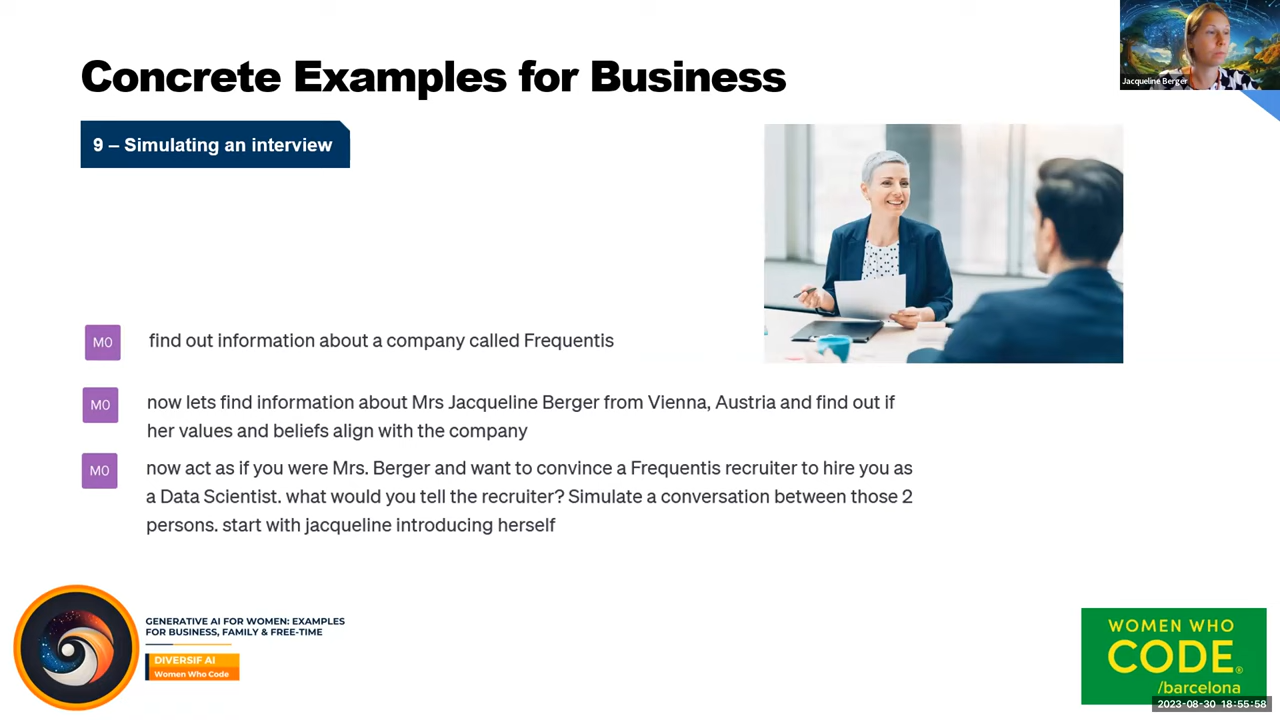 Concrete Examples for Business
Jacqueline Berger
9 – Simulating an interview
M0
find out information about a company called Frequentis
M0
now lets find information about Mrs Jacqueline Berger from Vienna, Austria and find out if
her values and beliefs align with the company
M0
now act as if you were Mrs. Berger and want to convince a Frequentis recruiter to hire you as
a Data Scientist. what would you tell the recruiter? Simulate a conversation between those 2
persons. start with jacqueline introducing herself
GENERATIVE AI FOR WOMEN: EXAMPLES
FOR BUSINESS, FAMILY & FREE-TIME
DIVERSIF AI
Women Who Code
WOMEN WHO
CODE®
/barcelona
2023-08-30 18:55:58